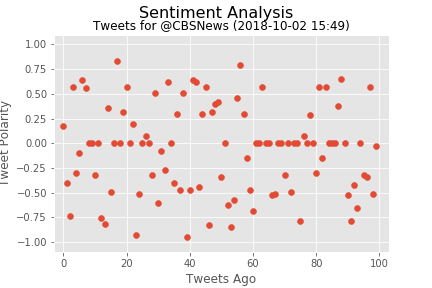 Sentiment Analysis
Tweets for @CBSNews (2018-10-02 15:49)
Tweet Polarity
1.00
0.75
0.50
0.25
0.00
−0.25
−0.50
−0.75
−1.00
0 20 40 60 80 100
Tweets Ago